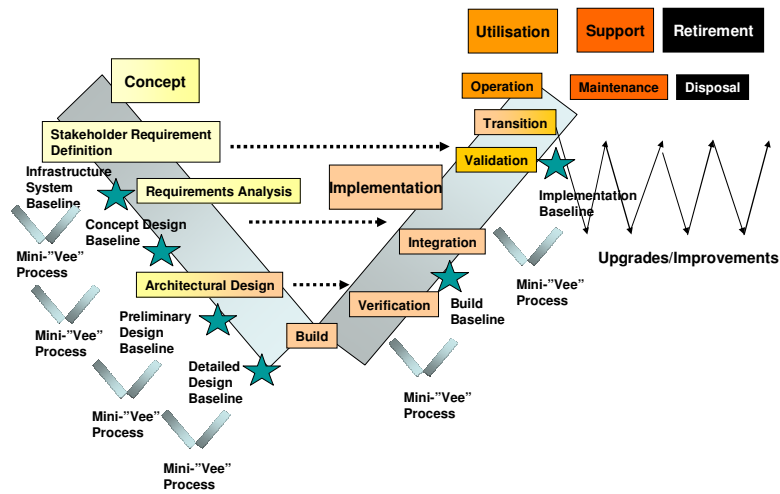 Utilisation
Support
Retirement
Concept
Operation
Maintenance
Disposal
Transition
Stakeholder Requirement
Definition
Validation
Infrastructure
System
Baseline
Requirements Analysis
Implementation
Implementation
Baseline
Concept Design
Baseline
Integration
Mini-”Vee”
Process
Upgrades/Improvements
Mini-”Vee”
Process
Architectural Design
Verification
Build
Baseline
Preliminary
Design
Baseline
Build
Mini-”Vee”
Process
Detailed
Design
Baseline
Mini-”Vee”
Process
Mini-”Vee”
Process
Mini-”Vee”
Process